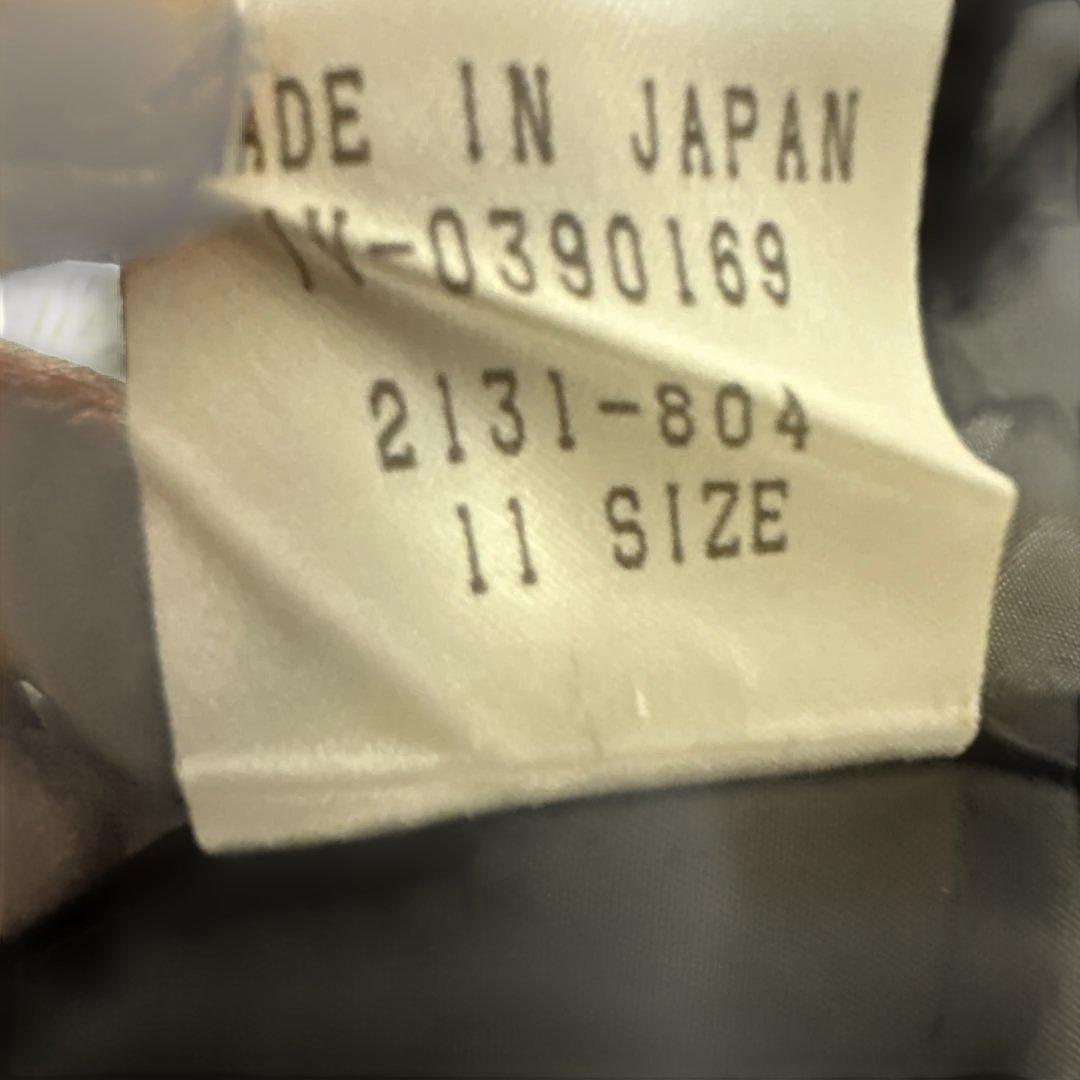 ADE IN JAPAN
-0390169
2131-804
11 SIZE